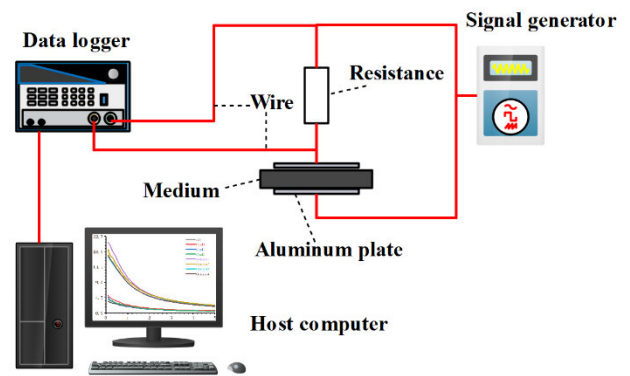 Signal generator
Data logger
Resistance
Wire
Medium
Aluminum plate
Host computer